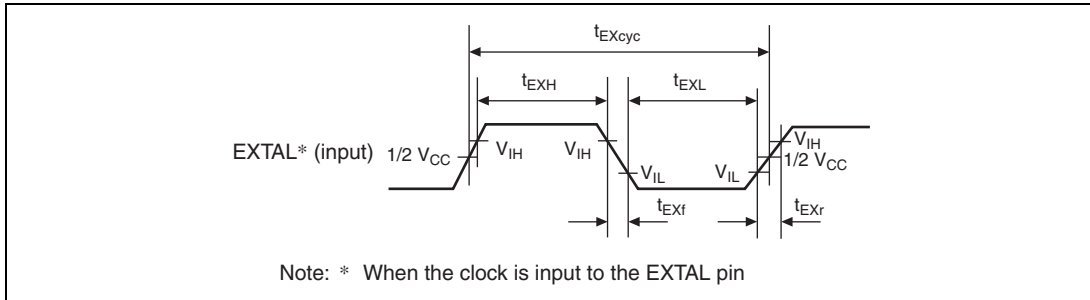 tEXcyc
tEXH tEXL
EXTAL* (input) 1/2 VCC VIH VIH VIL VIL VIH 1/2 VCC
tEXf tEXr
Note: * When the clock is input to the EXTAL pin